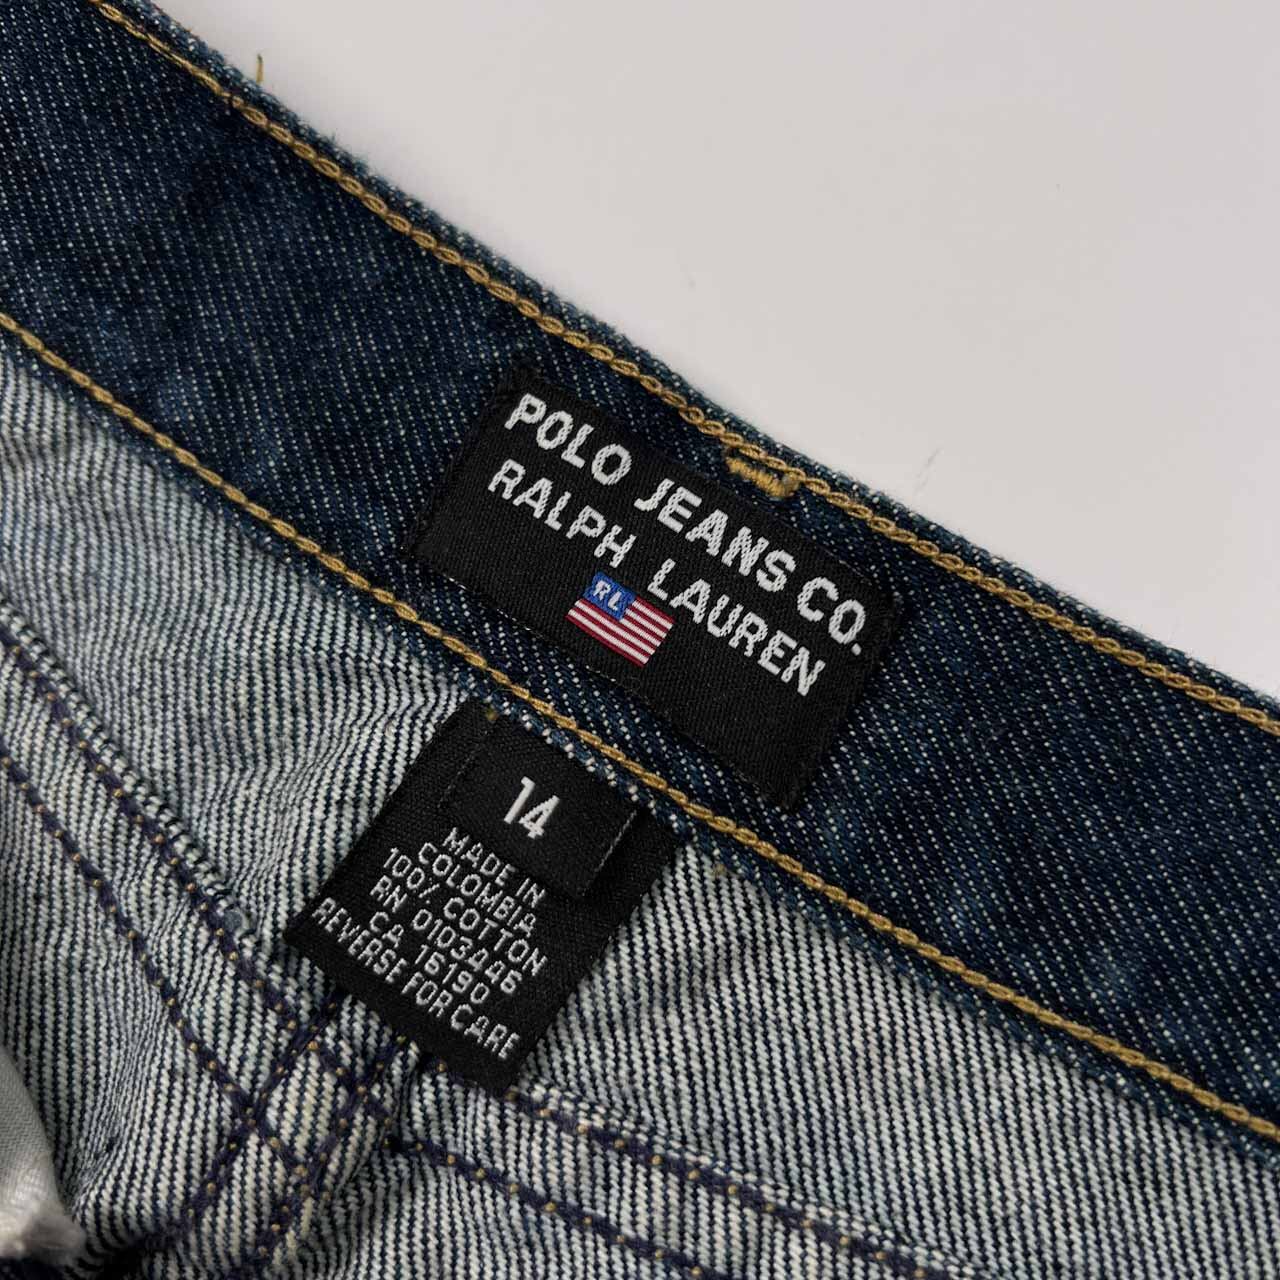 POLO JEANS CO.
RALPH LAUREN
RL
14
MADE IN
COLOMBIA
100% COTTON
RN 0103446
CA 16190
REVERSE FOR CARE